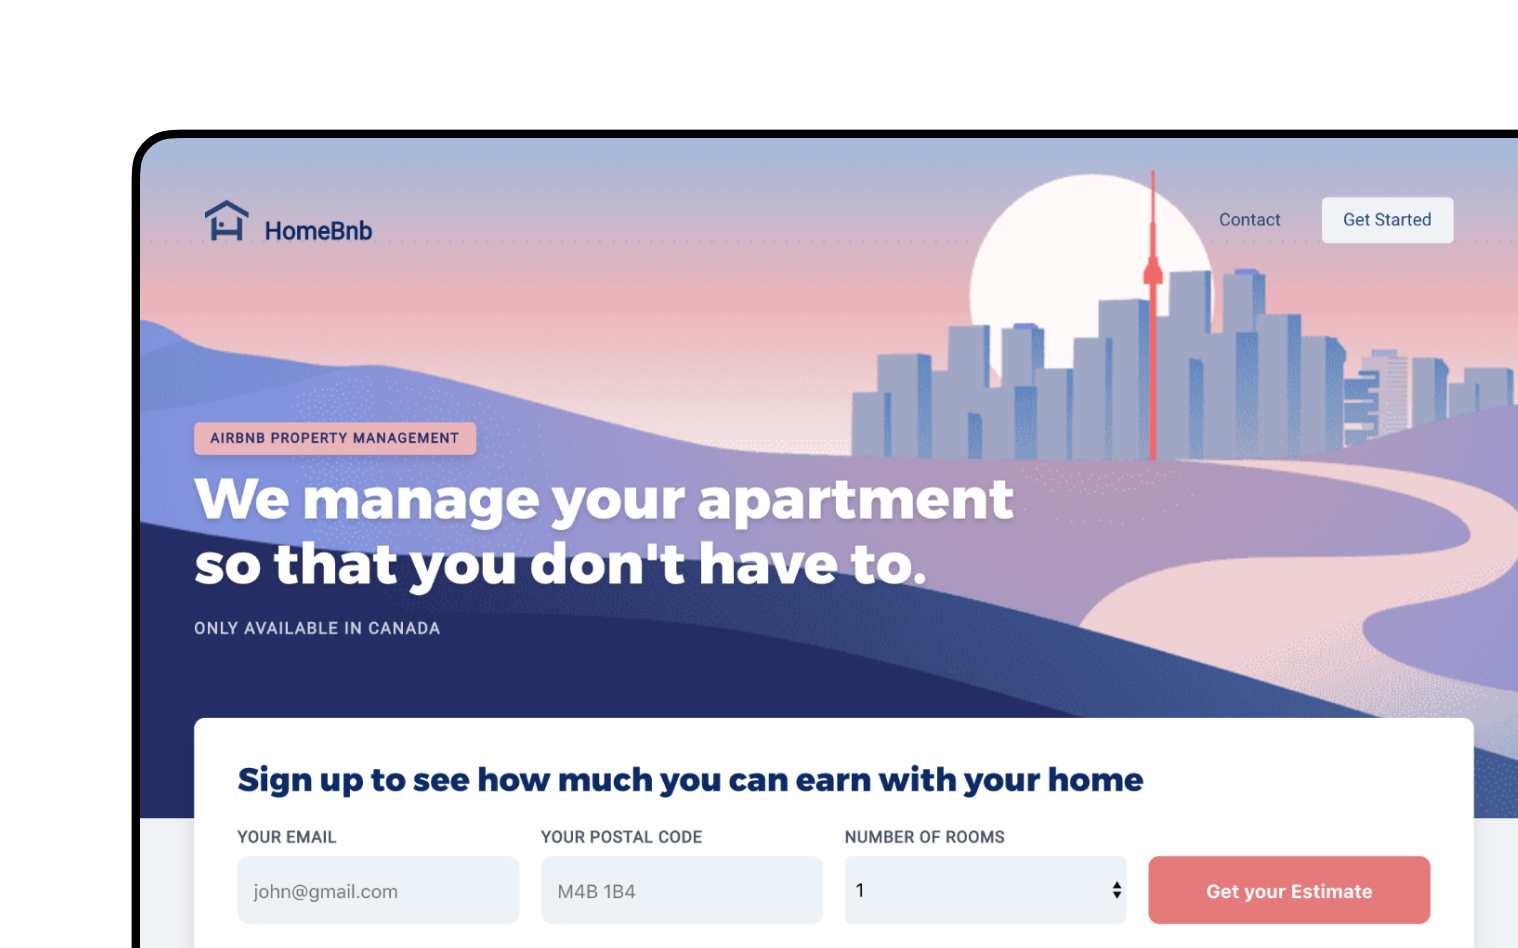 HomeBnb
Contact
Get Started
AIRBNB PROPERTY MANAGEMENT
We manage your apartment
so that you don't have to.
ONLY AVAILABLE IN CANADA
Sign up to see how much you can earn with your home
YOUR EMAIL
YOUR POSTAL CODE
NUMBER OF ROOMS
john@gmail.com
M4B 1B4
1
Get your Estimate